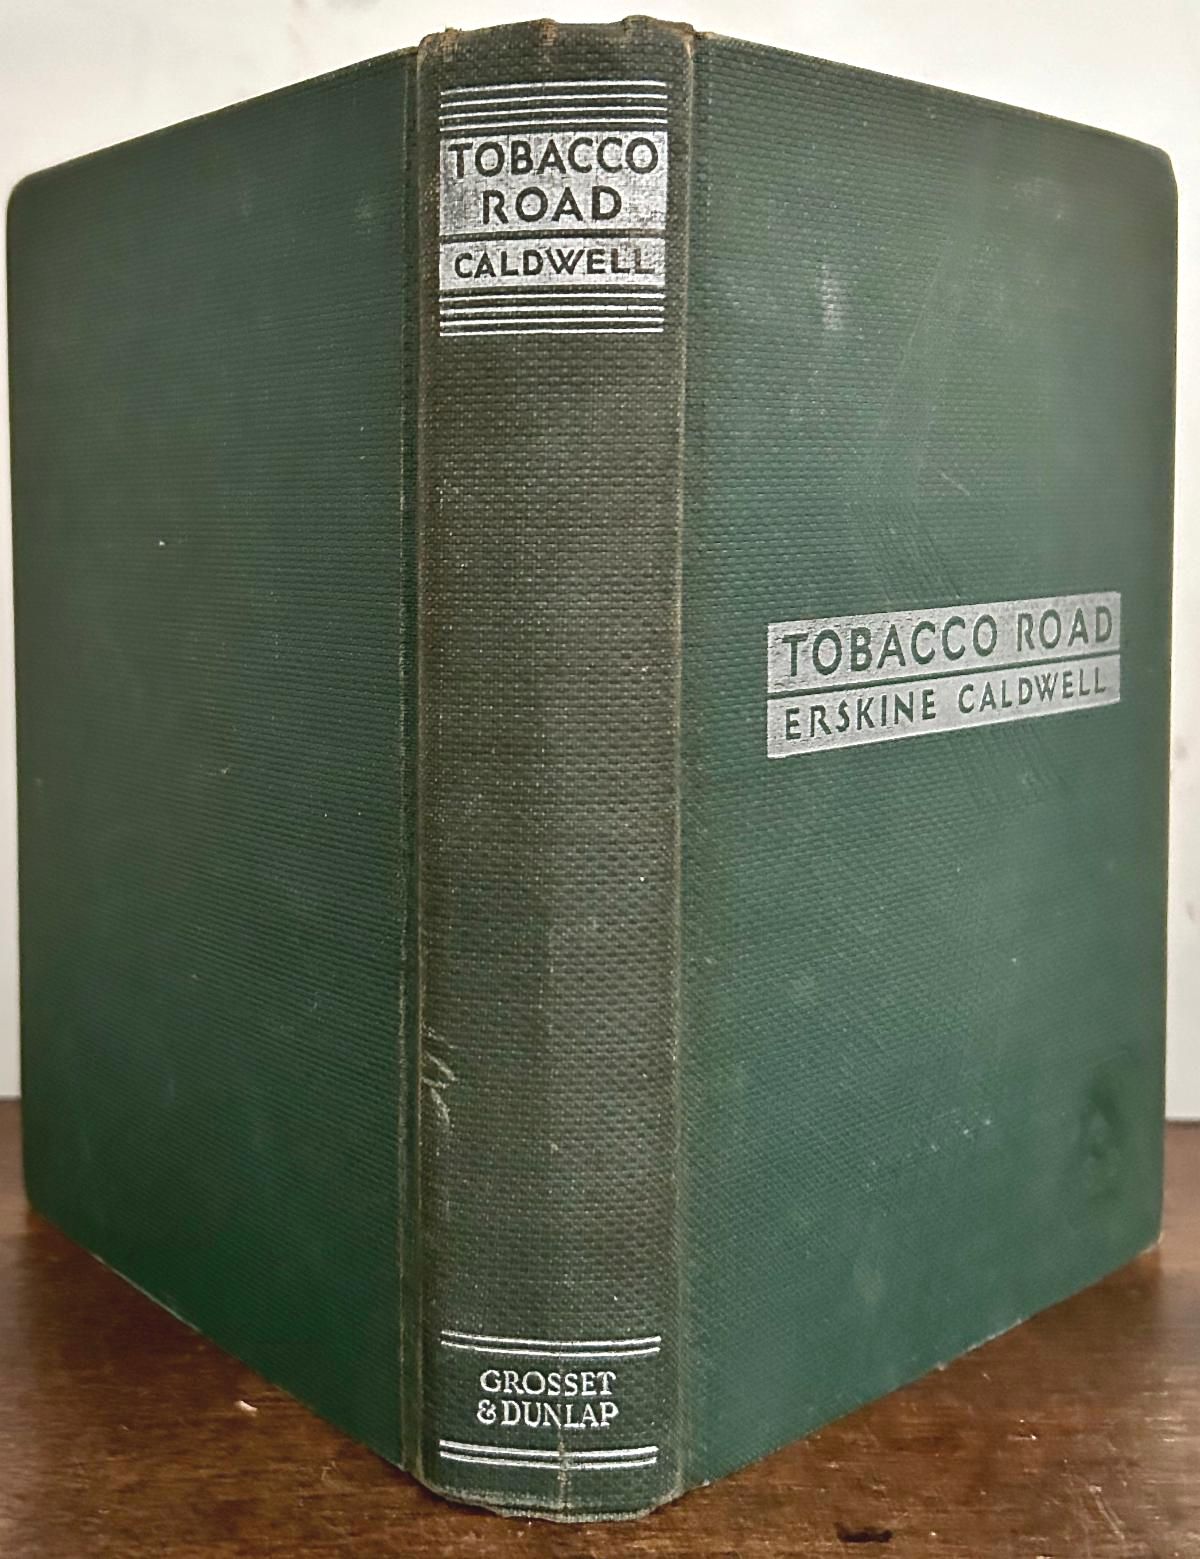 TOBACCO
ROAD
CALDWELL
GROSSET
& DUNLAP
TOBACCO ROAD
ERSKINE CALDWELL